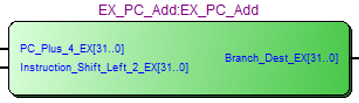 EX_PC_Add:EX_PC_Add
PC_Plus_4_EX[31..0]
Instruction_Shift_Left_2_EX[31..0]
Branch_Dest_EX[31..0]